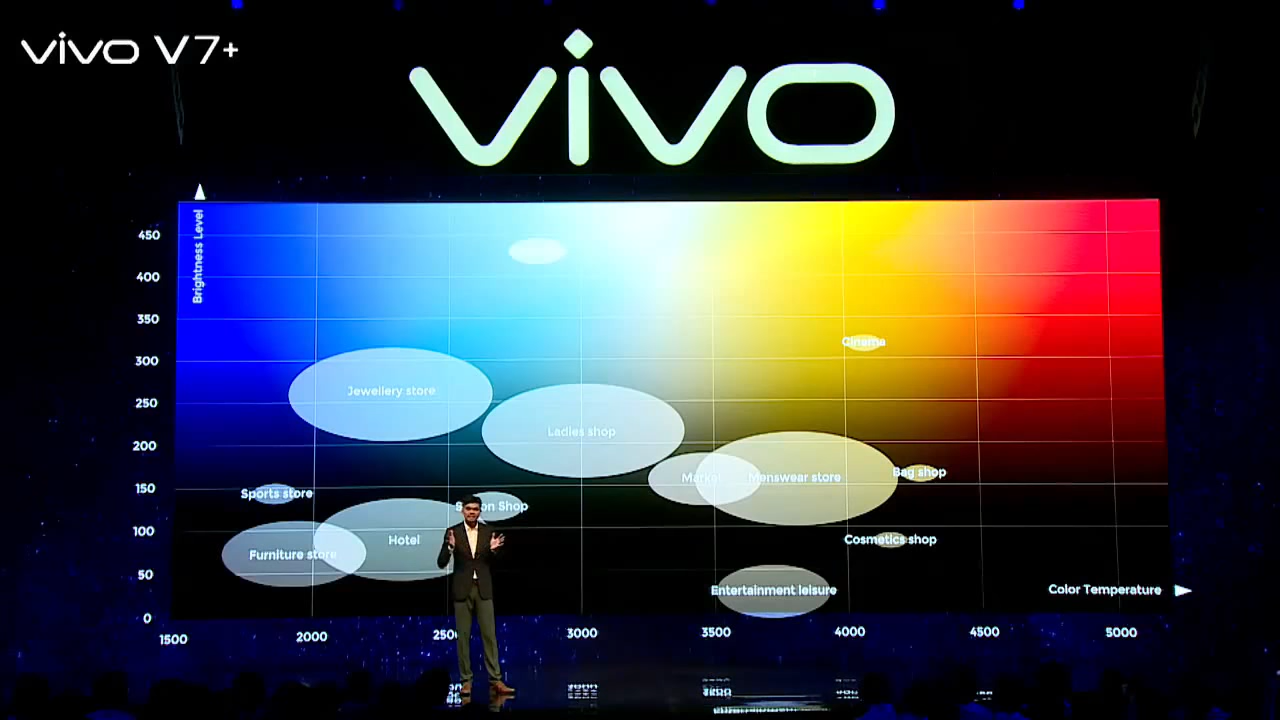 vivo V7+
vivo
Brightness Level
450
400
350
300
250
200
150
100
50
0
Cinema
Jewellery store
Ladies shop
Market
Menswear store
Bag shop
Sports store
Shop
Hotel
Furniture store
Cosmetics shop
Entertainment leisure
Color Temperature
1500
2000
3000
3500
4000
4500
5000